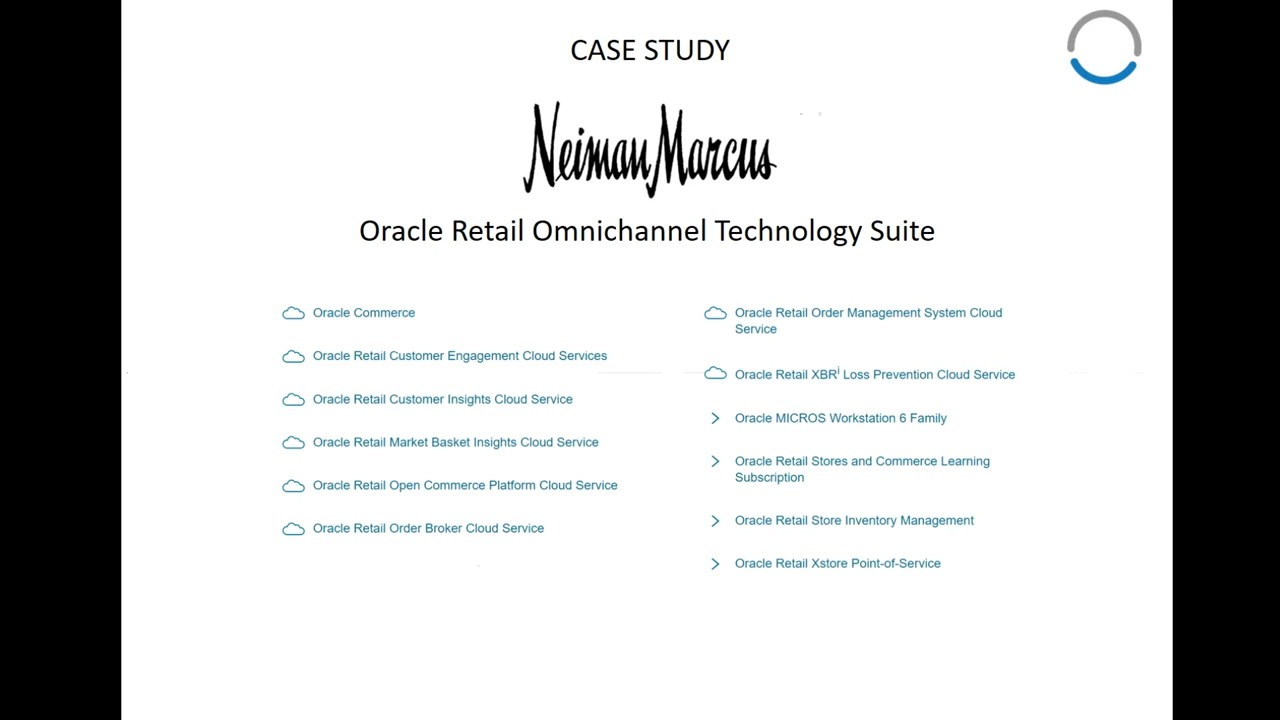 CASE STUDY
Neiman Marcus
Oracle Retail Omnichannel Technology Suite
Oracle Commerce
Oracle Retail Customer Engagement Cloud Services
Oracle Retail Customer Insights Cloud Service
Oracle Retail Market Basket Insights Cloud Service
Oracle Retail Open Commerce Platform Cloud Service
Oracle Retail Order Broker Cloud Service
Oracle Retail Order Management System Cloud
Service
Oracle Retail XBRⁱ Loss Prevention Cloud Service
Oracle MICROS Workstation 6 Family
Oracle Retail Stores and Commerce Learning
Subscription
Oracle Retail Store Inventory Management
Oracle Retail Xstore Point-of-Service